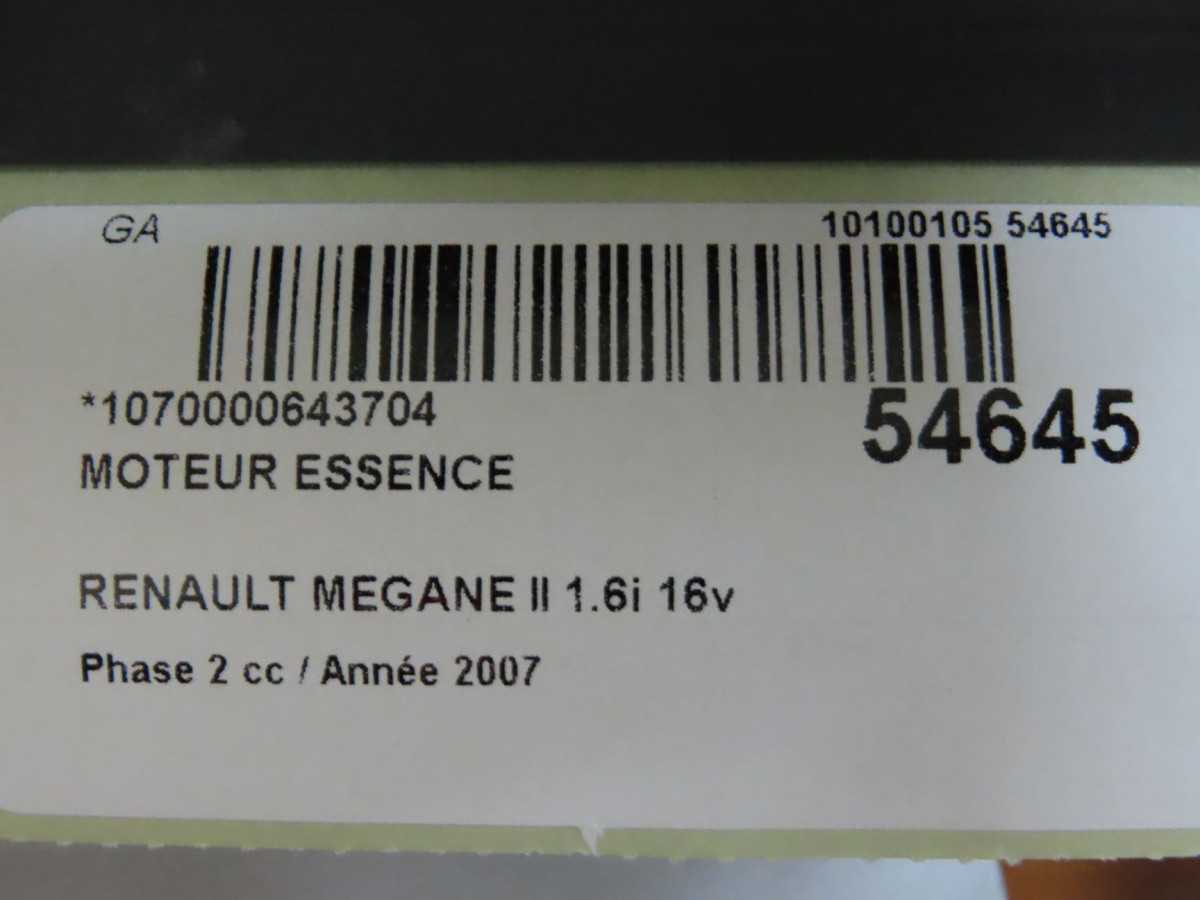 GA 10100105 54645
*1070000643704
54645
MOTEUR ESSENCE
RENAULT MEGANE II 1.6i 16v
Phase 2 cc / Année 2007